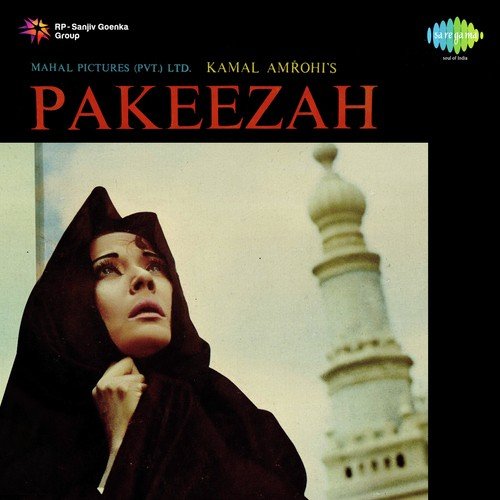 RP-Sanjiv Goenka
Group
saregama
soul of India
MAHAL PICTURES (PVT.) LTD. KAMAL AMROHI'S
PAKEEZAH